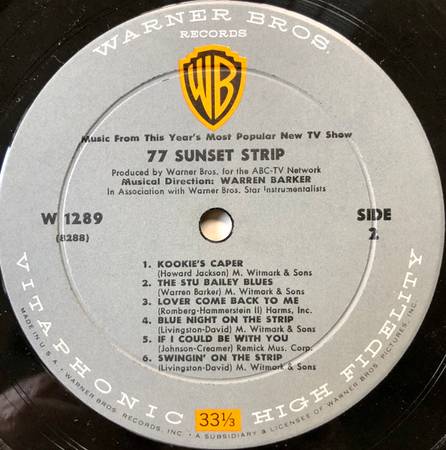 WARNER BROS.
RECORDS
WB
Music From This Year's Most Popular New TV Show
77 SUNSET STRIP
Produced by Warner Bros. for the ABC-TV Network
Musical Direction: WARREN BARKER
In Association with Warner Bros. Star Instrumentalists
W 1289
(8288)
SIDE
2
1. KOOKIE'S CAPER
(Howard Jackson) M. Witmark & Sons
2. THE STU BAILEY BLUES
(Warren Barker) M. Witmark & Sons
3. LOVER COME BACK TO ME
(Romberg-Hammerstein II) Harms, Inc.
4. BLUE NIGHT ON THE STRIP
(Livingston-David) M. Witmark & Sons
5. IF I COULD BE WITH YOU
(Johnson-Creamer) Remick Mus. Corp.
6. SWINGIN' ON THE STRIP
(Livingston-David) M. Witmark & Sons
VITAPHONIC HIGH FIDELITY
33⅓
MADE IN U.S.A. • WARNER BROS. RECORDS, INC. • A SUBSIDIARY & LICENSEE OF WARNER BROS. PICTURES, INC.